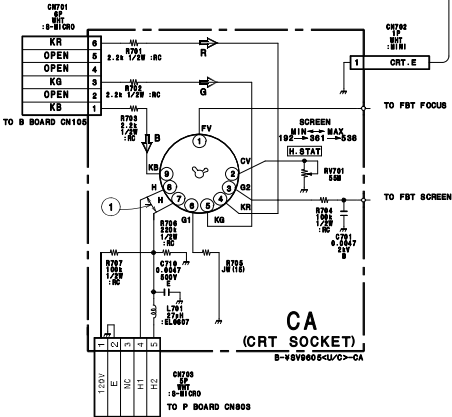 CN701
6P
WHT
:S-MICRO
KR 6
OPEN 5
OPEN 4
KG 3
OPEN 2
KB 1
TO B BOARD CN105
R701
2.2k 1/2W :RC
R702
2.2k 1/2W :RC
R703
2.2k
1/2W
:RC
R
G
B
CN702
1P
WHT
:MINI
1 CRT.E
TO FBT FOCUS
FV
1
SCREEN
MIN MAX
192 361 536
H.STAT
RV701
55M
CV
2
G2
3
KR
4
KG
5
G1
6
H
7
H
8
KB
9
TO FBT SCREEN
R704
100k
1/2W
:RC
C701
0.0047
2kV
B
1
R706
220k
1/2W
:RC
R707
100k
1/2W
:RC
C710
0.0047
500V
E
R705
JW(15)
L701
27μH
:EL0607
CA
(CRT SOCKET)
B-¥SV9605<U/C>-CA
1 2 3 4 5
120V E NC H1 H2
CN703
5P
WHT
:S-MICRO
TO P BOARD CN803